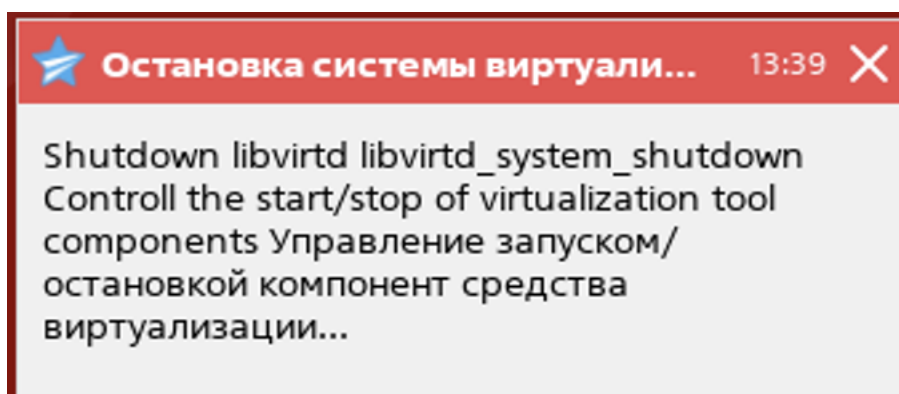 Остановка системы виртуали... 13:39
Shutdown libvirtd libvirtd_system_shutdown
Controll the start/stop of virtualization tool
components Управление запуском/
остановкой компонент средства
виртуализации...